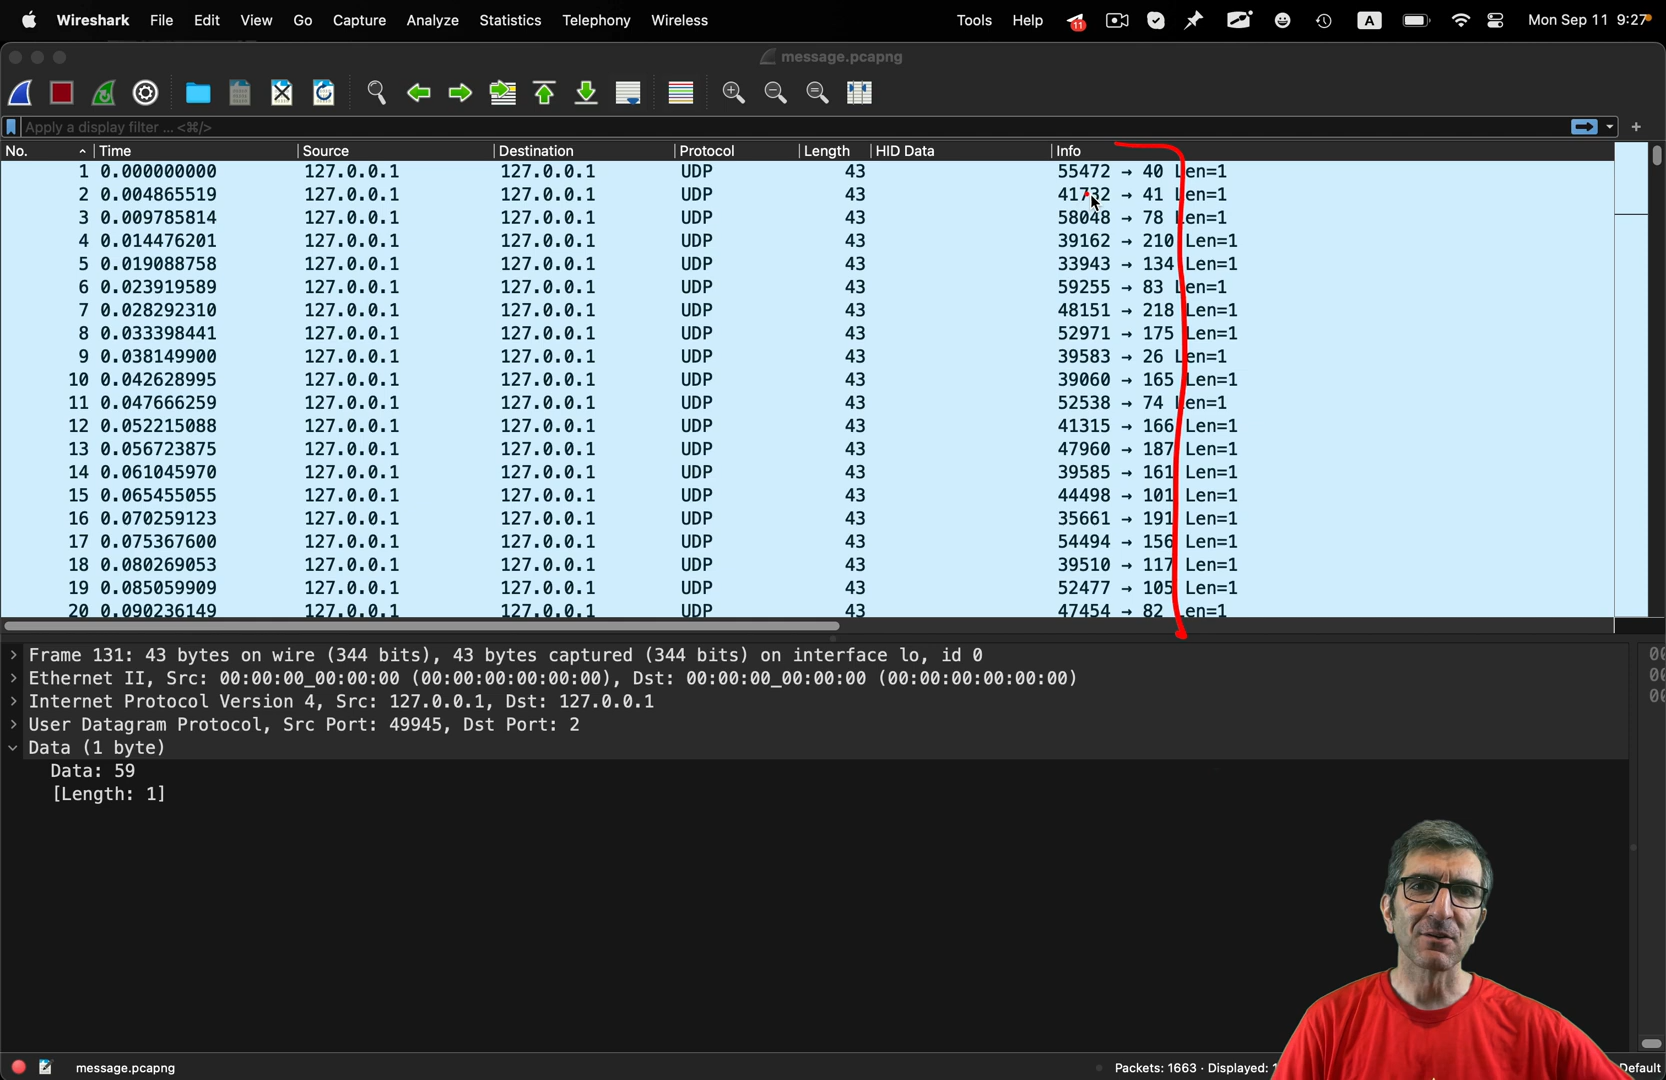 Wireshark File Edit View Go Capture Analyze Statistics Telephony Wireless Tools Help 11 A Mon Sep 11 9:27
message.pcapng
Apply a display filter ... <⌘/>
No. Time Source Destination Protocol Length HID Data Info
1 0.000000000 127.0.0.1 127.0.0.1 UDP 43 55472 → 40 Len=1
2 0.004865519 127.0.0.1 127.0.0.1 UDP 43 41732 → 41 Len=1
3 0.009785814 127.0.0.1 127.0.0.1 UDP 43 58048 → 78 Len=1
4 0.014476201 127.0.0.1 127.0.0.1 UDP 43 39162 → 210 Len=1
5 0.019088758 127.0.0.1 127.0.0.1 UDP 43 33943 → 134 Len=1
6 0.023919589 127.0.0.1 127.0.0.1 UDP 43 59255 → 83 Len=1
7 0.028292310 127.0.0.1 127.0.0.1 UDP 43 48151 → 218 Len=1
8 0.033398441 127.0.0.1 127.0.0.1 UDP 43 52971 → 175 Len=1
9 0.038149900 127.0.0.1 127.0.0.1 UDP 43 39583 → 26 Len=1
10 0.042628995 127.0.0.1 127.0.0.1 UDP 43 39060 → 165 Len=1
11 0.047666259 127.0.0.1 127.0.0.1 UDP 43 52538 → 74 Len=1
12 0.052215088 127.0.0.1 127.0.0.1 UDP 43 41315 → 166 Len=1
13 0.056723875 127.0.0.1 127.0.0.1 UDP 43 47960 → 187 Len=1
14 0.061045970 127.0.0.1 127.0.0.1 UDP 43 39585 → 161 Len=1
15 0.065455055 127.0.0.1 127.0.0.1 UDP 43 44498 → 101 Len=1
16 0.070259123 127.0.0.1 127.0.0.1 UDP 43 35661 → 191 Len=1
17 0.075367600 127.0.0.1 127.0.0.1 UDP 43 54494 → 156 Len=1
18 0.080269053 127.0.0.1 127.0.0.1 UDP 43 39510 → 117 Len=1
19 0.085059909 127.0.0.1 127.0.0.1 UDP 43 52477 → 105 Len=1
20 0.090236149 127.0.0.1 127.0.0.1 UDP 43 47454 → 82 Len=1
Frame 131: 43 bytes on wire (344 bits), 43 bytes captured (344 bits) on interface lo, id 0
Ethernet II, Src: 00:00:00_00:00:00 (00:00:00:00:00:00), Dst: 00:00:00_00:00:00 (00:00:00:00:00:00)
Internet Protocol Version 4, Src: 127.0.0.1, Dst: 127.0.0.1
User Datagram Protocol, Src Port: 49945, Dst Port: 2
Data (1 byte)
Data: 59
[Length: 1]
message.pcapng Packets: 1663 · Displayed: Default